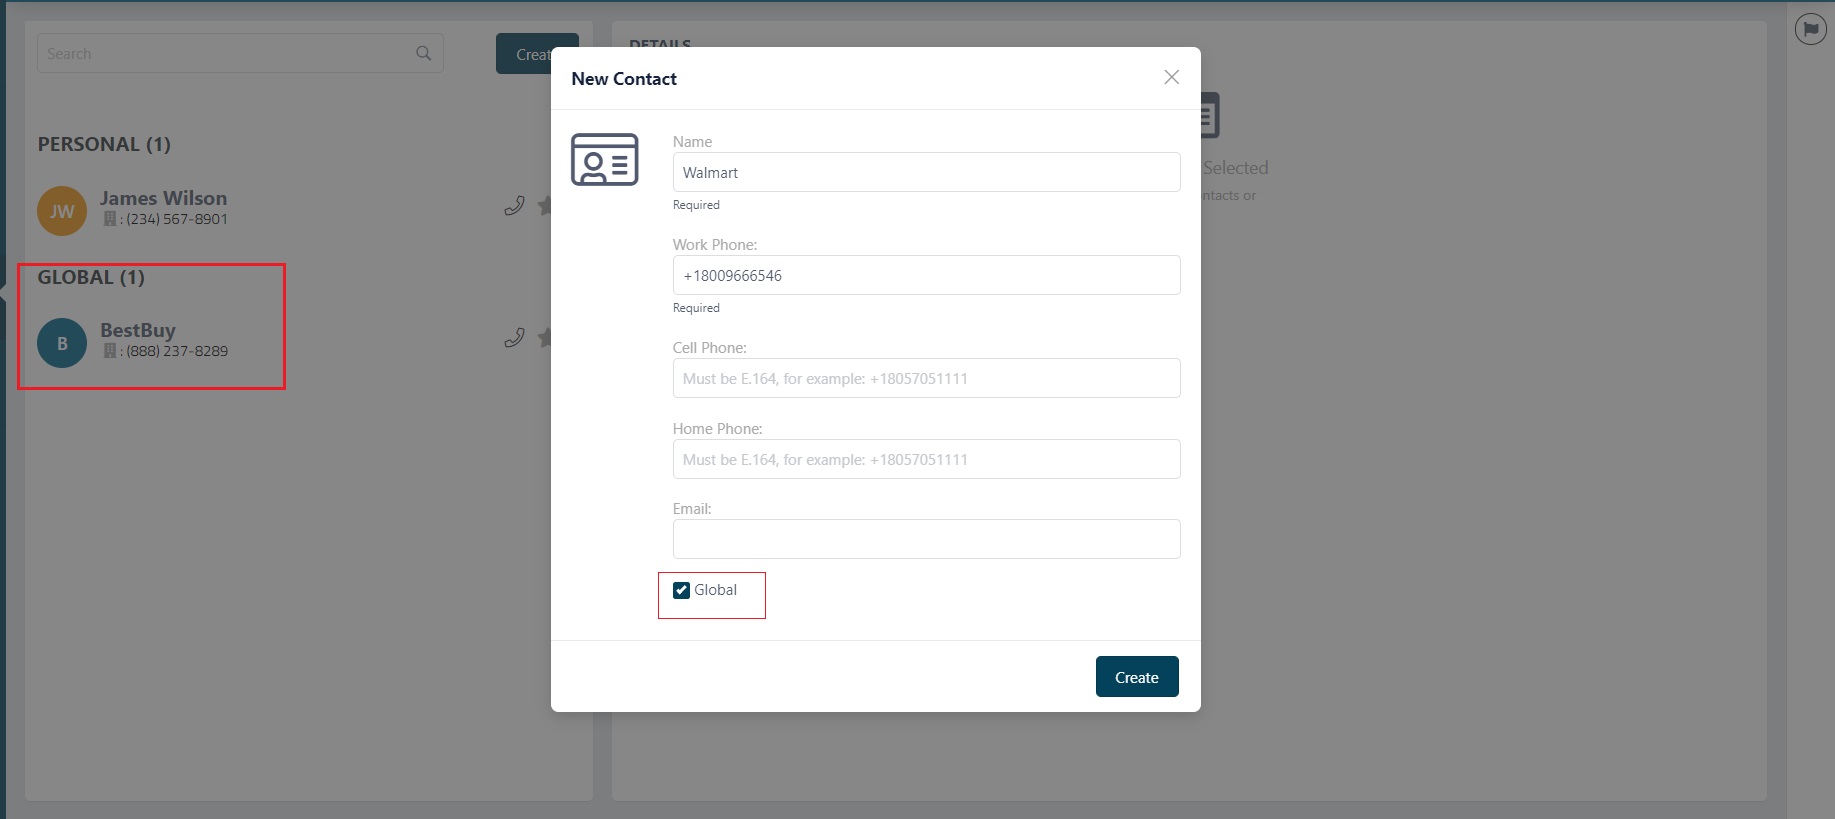 Search
Create
DETAILS
PERSONAL (1)
JW
James Wilson
: (234) 567-8901
GLOBAL (1)
B
BestBuy
: (888) 237-8289
Selected
ntacts or
New Contact
Name
Walmart
Required
Work Phone:
+18009666546
Required
Cell Phone:
Must be E.164, for example: +18057051111
Home Phone:
Must be E.164, for example: +18057051111
Email:
Global
Create